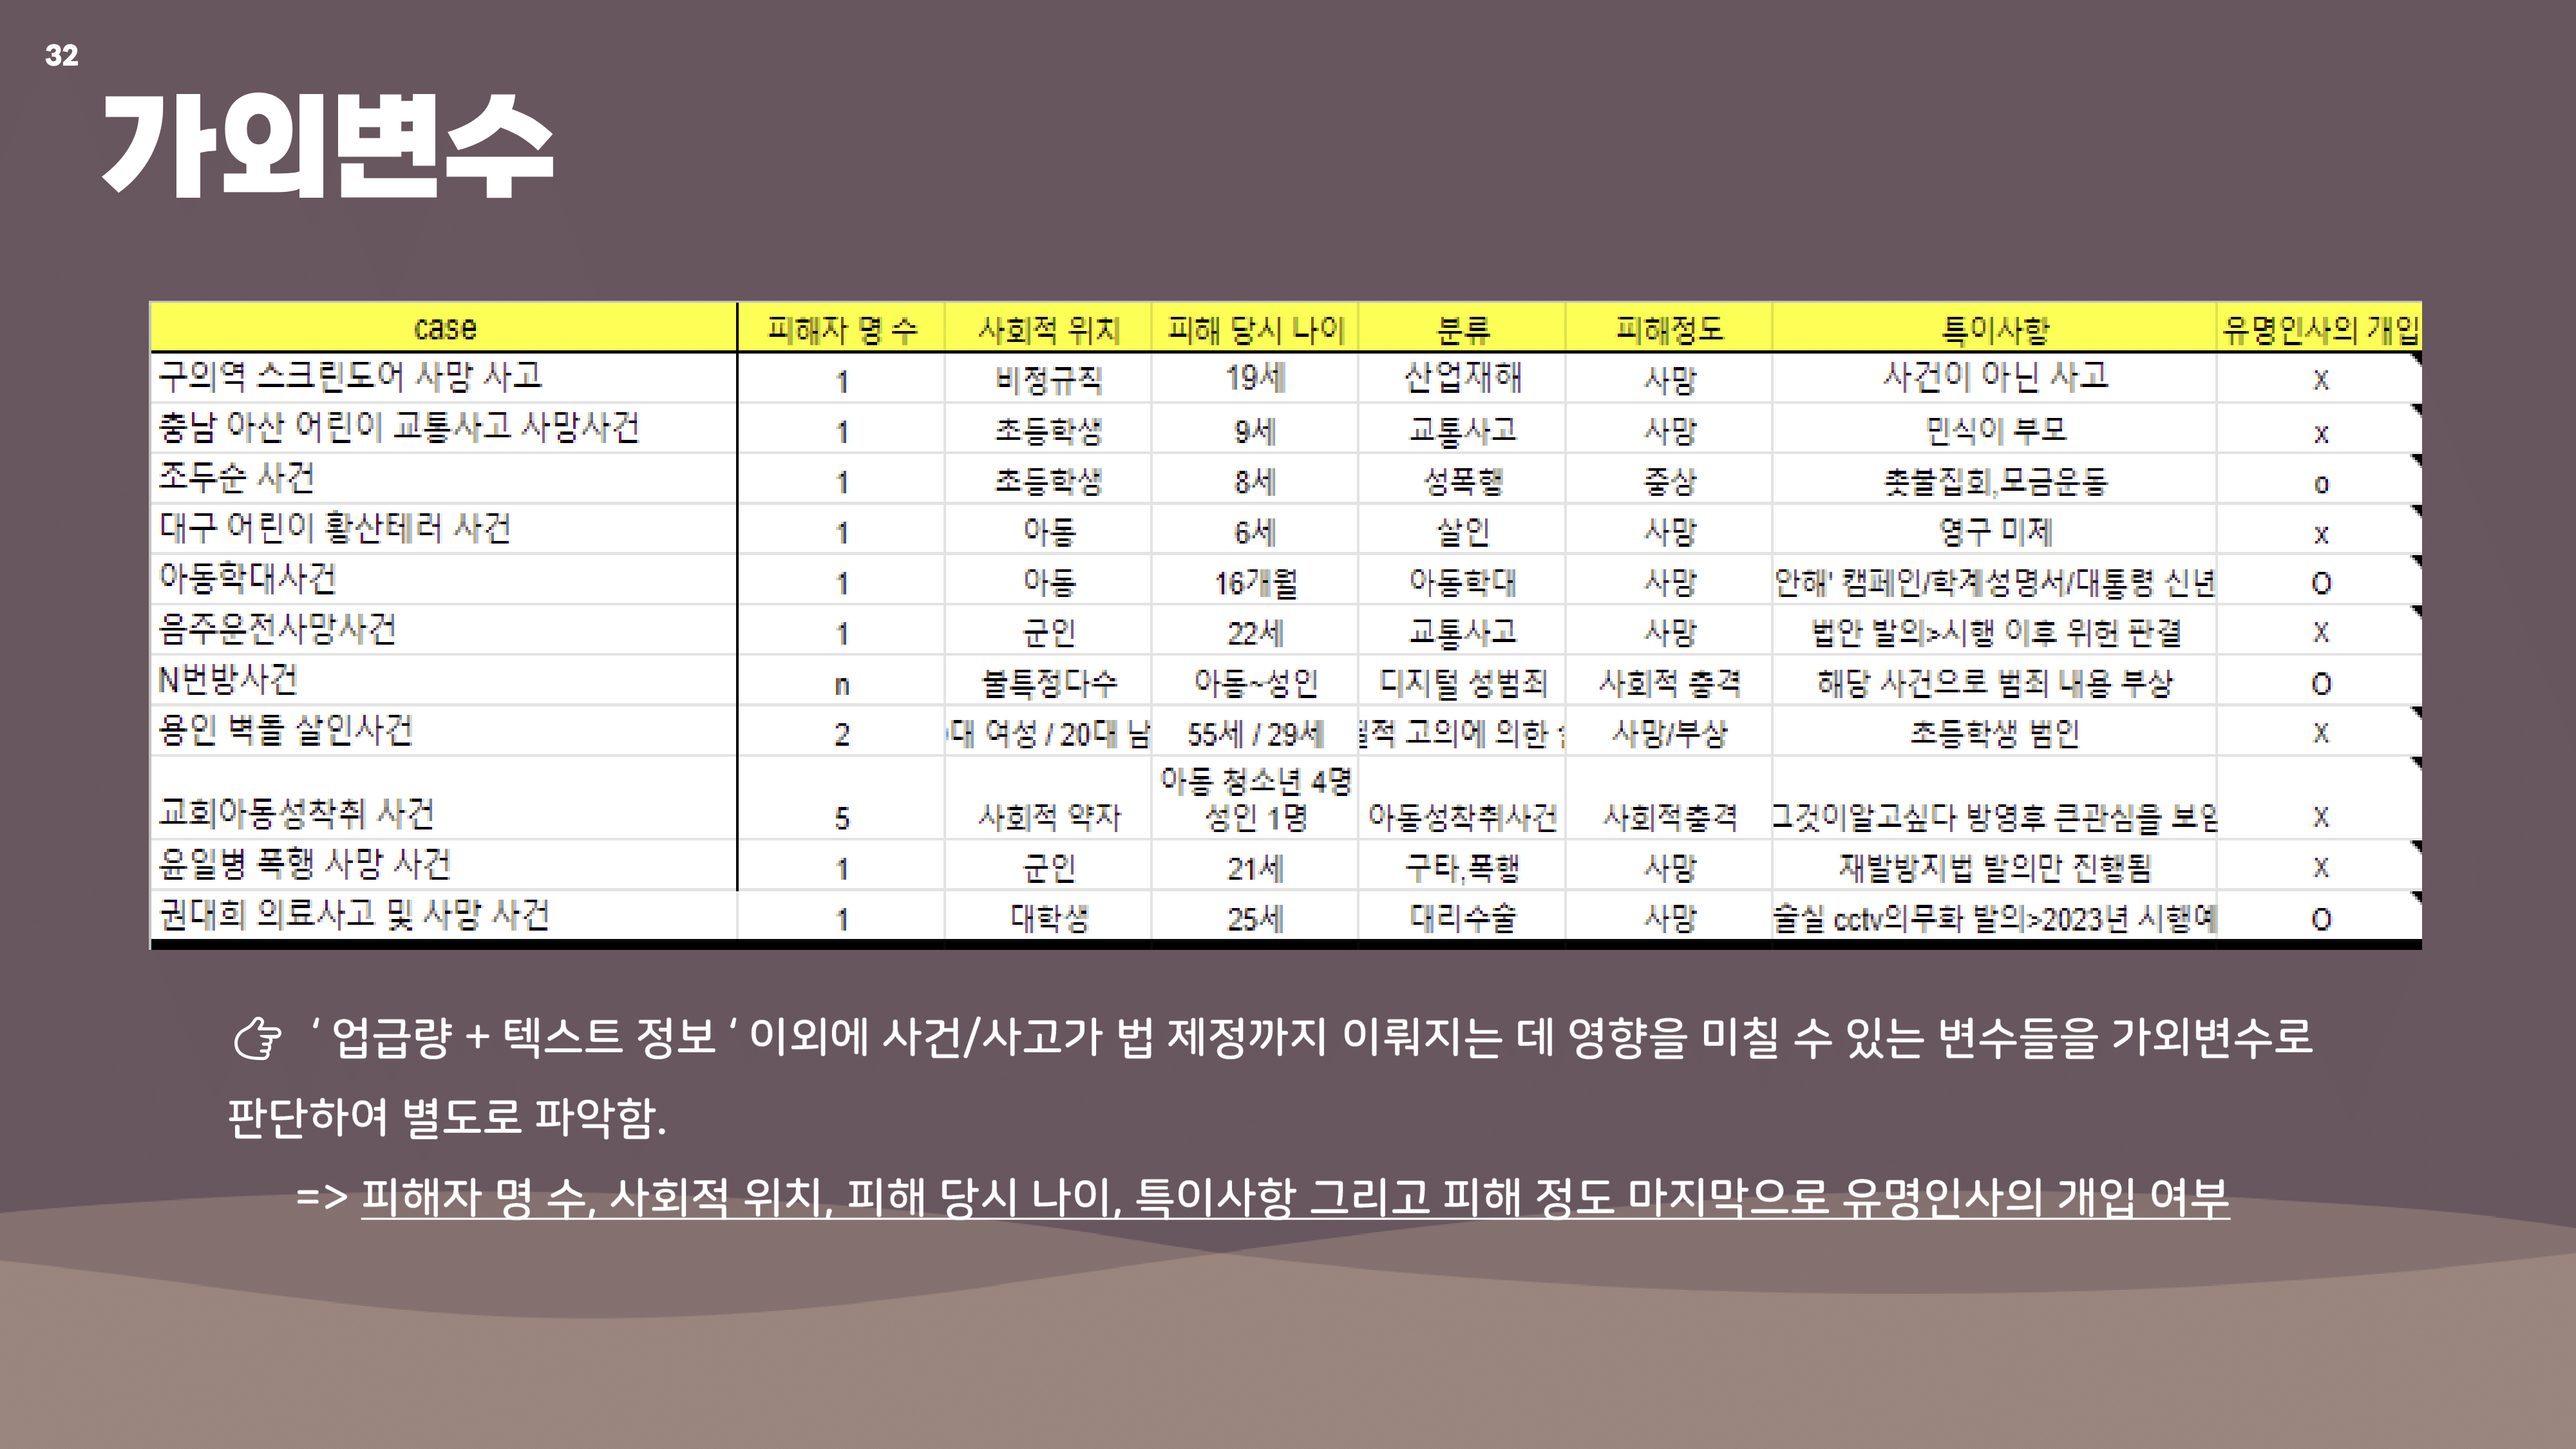 32
가외변수
case 피해자 명 수 사회적 위치 피해 당시 나이 분류 피해정도 특이사항 유명인사의 개입
구의역 스크린도어 사망 사고 1 비정규직 19세 산업재해 사망 사건이 아닌 사고 X
충남 아산 어린이 교통사고 사망사건 1 초등학생 9세 교통사고 사망 민식이 부모 x
조두순 사건 1 초등학생 8세 성폭행 중상 촛불집회,모금운동 o
대구 어린이 황산테러 사건 1 아동 6세 살인 사망 영구 미제 x
아동학대사건 1 아동 16개월 아동학대 사망 안해' 캠페인/학계성명서/대통령 신년 O
음주운전사망사건 1 군인 22세 교통사고 사망 법안 발의>시행 이후 위헌 판결 X
N번방사건 n 불특정다수 아동~성인 디지털 성범죄 사회적 충격 해당 사건으로 범죄 내용 부상 O
용인 벽돌 살인사건 2 대 여성 / 20대 남 55세 / 29세 적 고의에 의한 사망/부상 초등학생 범인 X
아동 청소년 4명
교회아동성착취 사건 5 사회적 약자 성인 1명 아동성착취사건 사회적충격 그것이알고싶다 방영후 큰관심을 보임 X
윤일병 폭행 사망 사건 1 군인 21세 구타,폭행 사망 재발방지법 발의만 진행됨 X
권대희 의료사고 및 사망 사건 1 대학생 25세 대리수술 사망 술실 cctv의무화 발의>2023년 시행예 O
👉 ‘ 업급량 + 텍스트 정보 ‘ 이외에 사건/사고가 법 제정까지 이뤄지는 데 영향을 미칠 수 있는 변수들을 가외변수로
판단하여 별도로 파악함.
=> 피해자 명 수, 사회적 위치, 피해 당시 나이, 특이사항 그리고 피해 정도 마지막으로 유명인사의 개입 여부